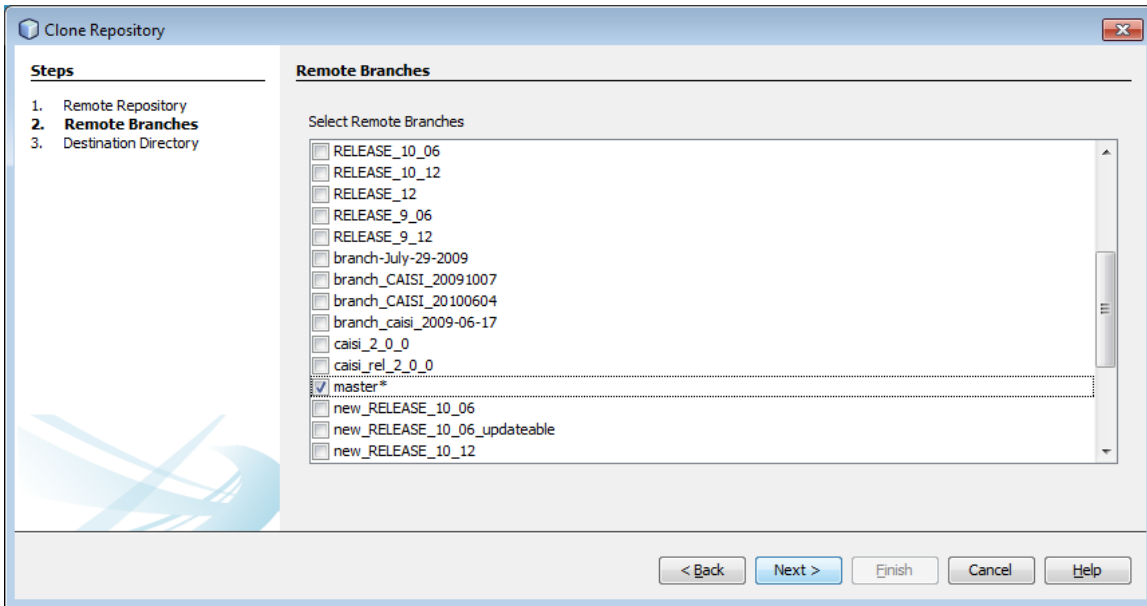 Clone Repository
Steps
1. Remote Repository
2. Remote Branches
3. Destination Directory
Remote Branches
Select Remote Branches
RELEASE_10_06
RELEASE_10_12
RELEASE_12
RELEASE_9_06
RELEASE_9_12
branch-July-29-2009
branch_CAISI_20091007
branch_CAISI_20100604
branch_caisi_2009-06-17
caisi_2_0_0
caisi_rel_2_0_0
master*
new_RELEASE_10_06
new_RELEASE_10_06_updateable
new_RELEASE_10_12
< Back Next > Finish Cancel Help